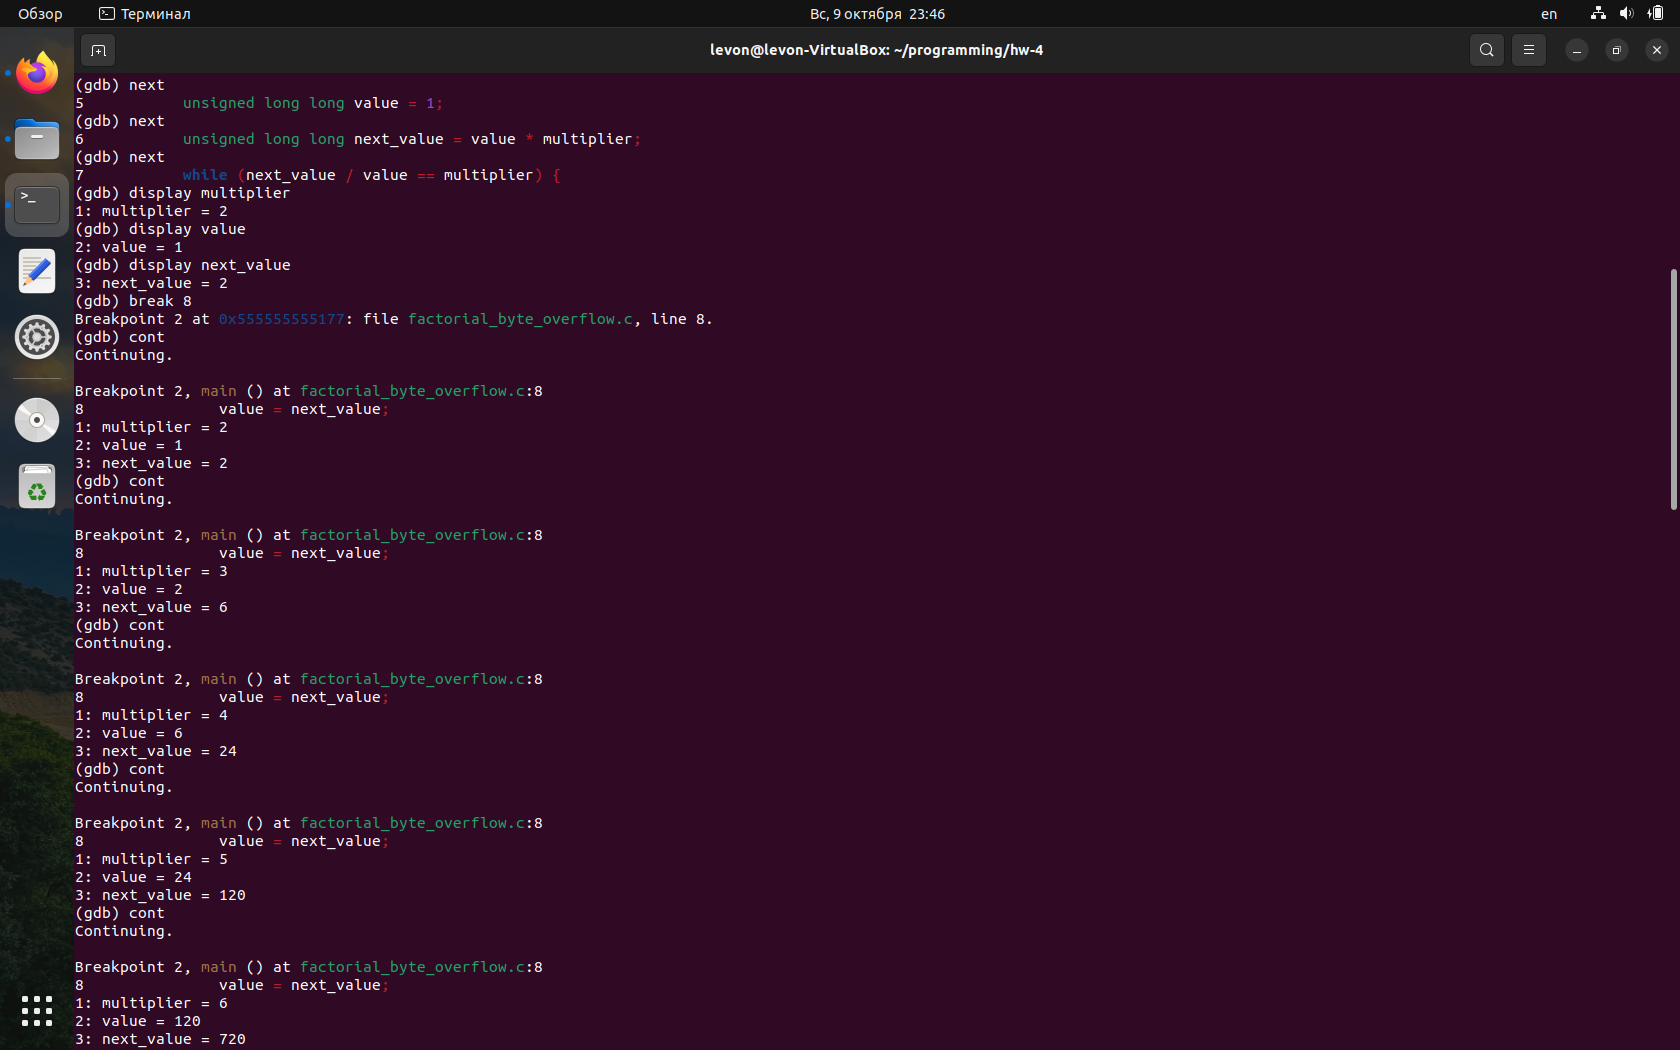 Обзор Терминал Вс, 9 октября 23:46 en
levon@levon-VirtualBox: ~/programming/hw-4
(gdb) next
5 unsigned long long value = 1;
(gdb) next
6 unsigned long long next_value = value * multiplier;
(gdb) next
7 while (next_value / value == multiplier) {
(gdb) display multiplier
1: multiplier = 2
(gdb) display value
2: value = 1
(gdb) display next_value
3: next_value = 2
(gdb) break 8
Breakpoint 2 at 0x555555555177: file factorial_byte_overflow.c, line 8.
(gdb) cont
Continuing.
Breakpoint 2, main () at factorial_byte_overflow.c:8
8 value = next_value;
1: multiplier = 2
2: value = 1
3: next_value = 2
(gdb) cont
Continuing.
Breakpoint 2, main () at factorial_byte_overflow.c:8
8 value = next_value;
1: multiplier = 3
2: value = 2
3: next_value = 6
(gdb) cont
Continuing.
Breakpoint 2, main () at factorial_byte_overflow.c:8
8 value = next_value;
1: multiplier = 4
2: value = 6
3: next_value = 24
(gdb) cont
Continuing.
Breakpoint 2, main () at factorial_byte_overflow.c:8
8 value = next_value;
1: multiplier = 5
2: value = 24
3: next_value = 120
(gdb) cont
Continuing.
Breakpoint 2, main () at factorial_byte_overflow.c:8
8 value = next_value;
1: multiplier = 6
2: value = 120
3: next_value = 720